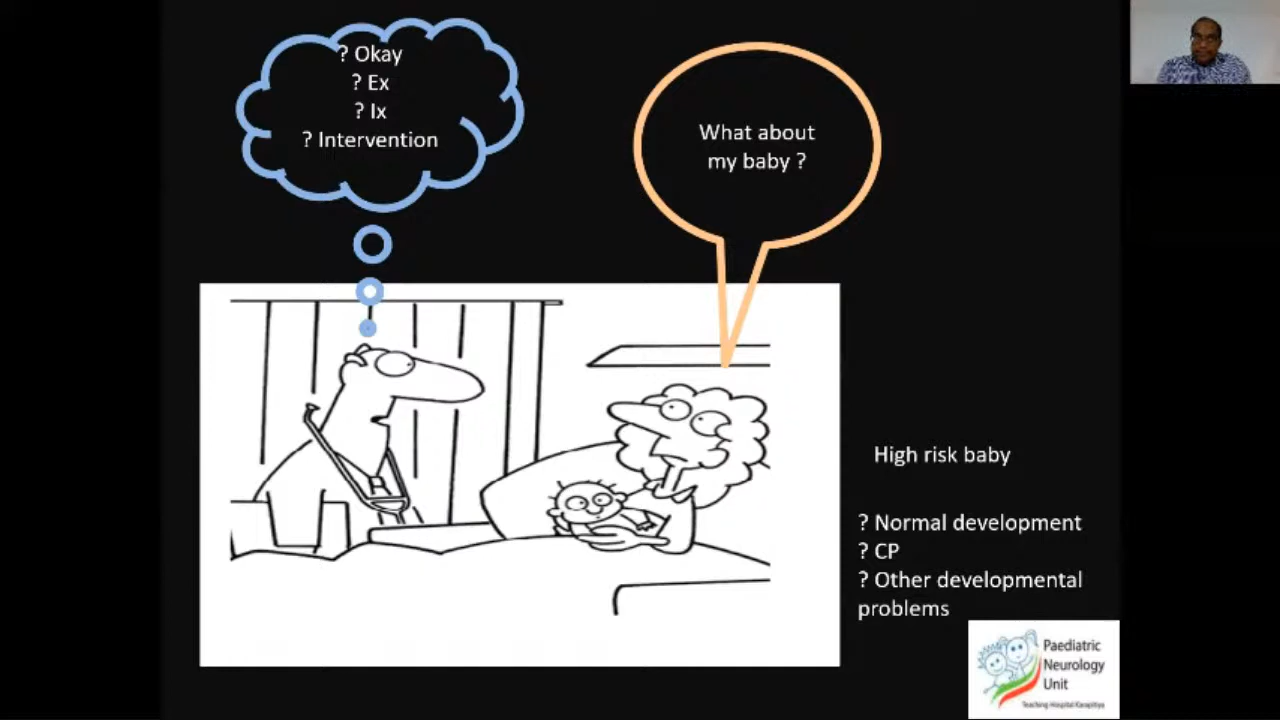 ? Okay
? Ex
? Ix
? Intervention
What about
my baby ?
High risk baby
? Normal development
? CP
? Other developmental
problems
Paediatric
Neurology
Unit
Teaching Hospital Karapitiya